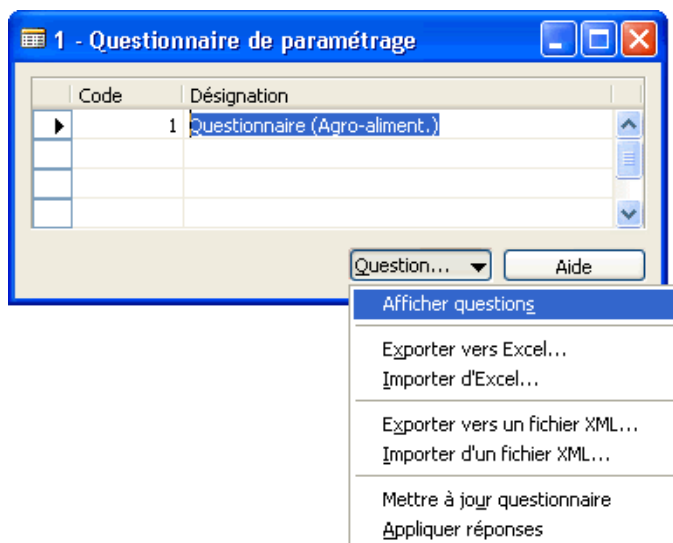 1 - Questionnaire de paramétrage
Code Désignation
1 Questionnaire (Agro-aliment.)
Question... Aide
Afficher questions
Exporter vers Excel...
Importer d'Excel...
Exporter vers un fichier XML...
Importer d'un fichier XML...
Mettre à jour questionnaire
Appliquer réponses